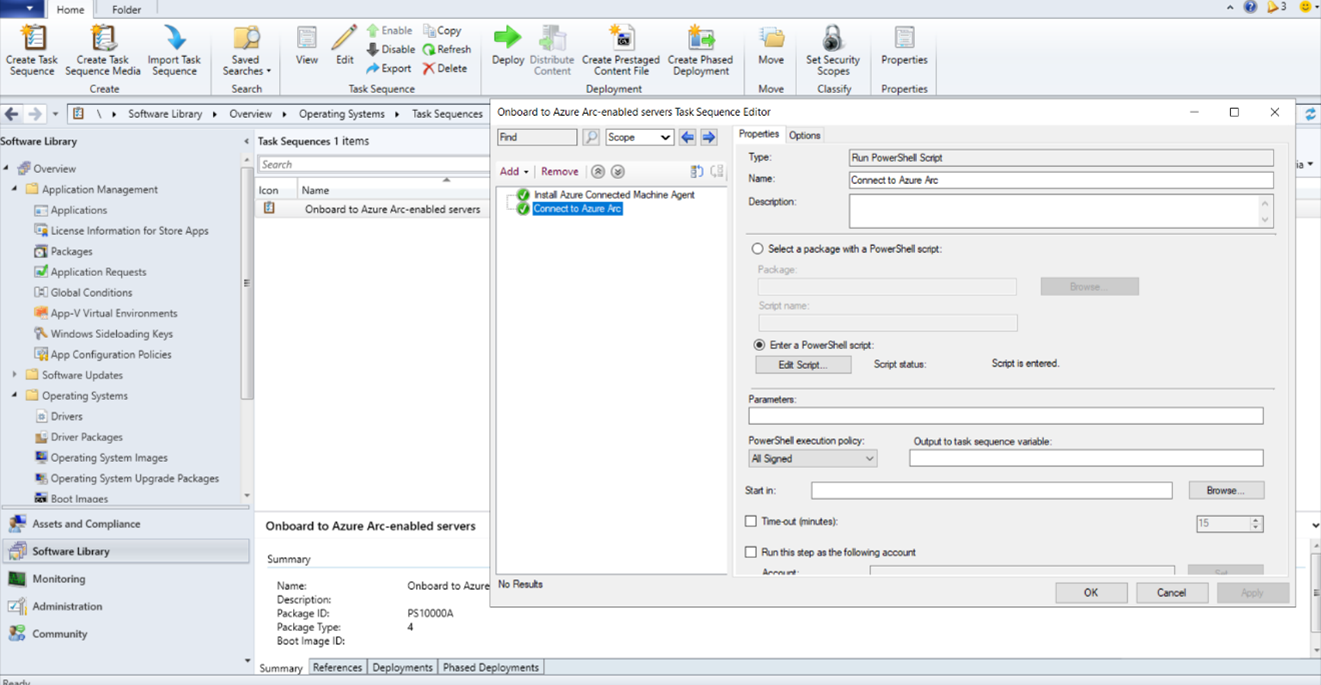 Home Folder
3
Create Task Sequence
Create Task Sequence Media
Import Task Sequence
Create
Saved Searches
Search
View
Edit
Enable
Disable
Export
Copy
Refresh
Delete
Task Sequence
Deploy
Distribute Content
Create Prestaged Content File
Create Phased Deployment
Deployment
Move
Move
Set Security Scopes
Classify
Properties
Properties
\ Software Library Overview Operating Systems Task Sequences
Software Library
Overview
Application Management
Applications
License Information for Store Apps
Packages
Application Requests
Global Conditions
App-V Virtual Environments
Windows Sideloading Keys
App Configuration Policies
Software Updates
Operating Systems
Drivers
Driver Packages
Operating System Images
Operating System Upgrade Packages
Boot Images
Assets and Compliance
Software Library
Monitoring
Administration
Community
Task Sequences 1 items
Search
Icon Name
Onboard to Azure Arc-enabled servers
Onboard to Azure Arc-enabled servers
Summary
Name: Onboard to Azure
Description:
Package ID: PS10000A
Package Type: 4
Boot Image ID:
Summary References Deployments Phased Deployments
Ready
Onboard to Azure Arc-enabled servers Task Sequence Editor
Find Scope
Add Remove
Install Azure Connected Machine Agent
Connect to Azure Arc
No Results
Properties Options
Type: Run PowerShell Script
Name: Connect to Azure Arc
Description:
Select a package with a PowerShell script:
Package:
Browse...
Script name:
Enter a PowerShell script:
Edit Script... Script status: Script is entered.
Parameters:
PowerShell execution policy: Output to task sequence variable:
All Signed
Start in: Browse...
Time-out (minutes): 15
Run this step as the following account
Account: Set...
OK Cancel Apply